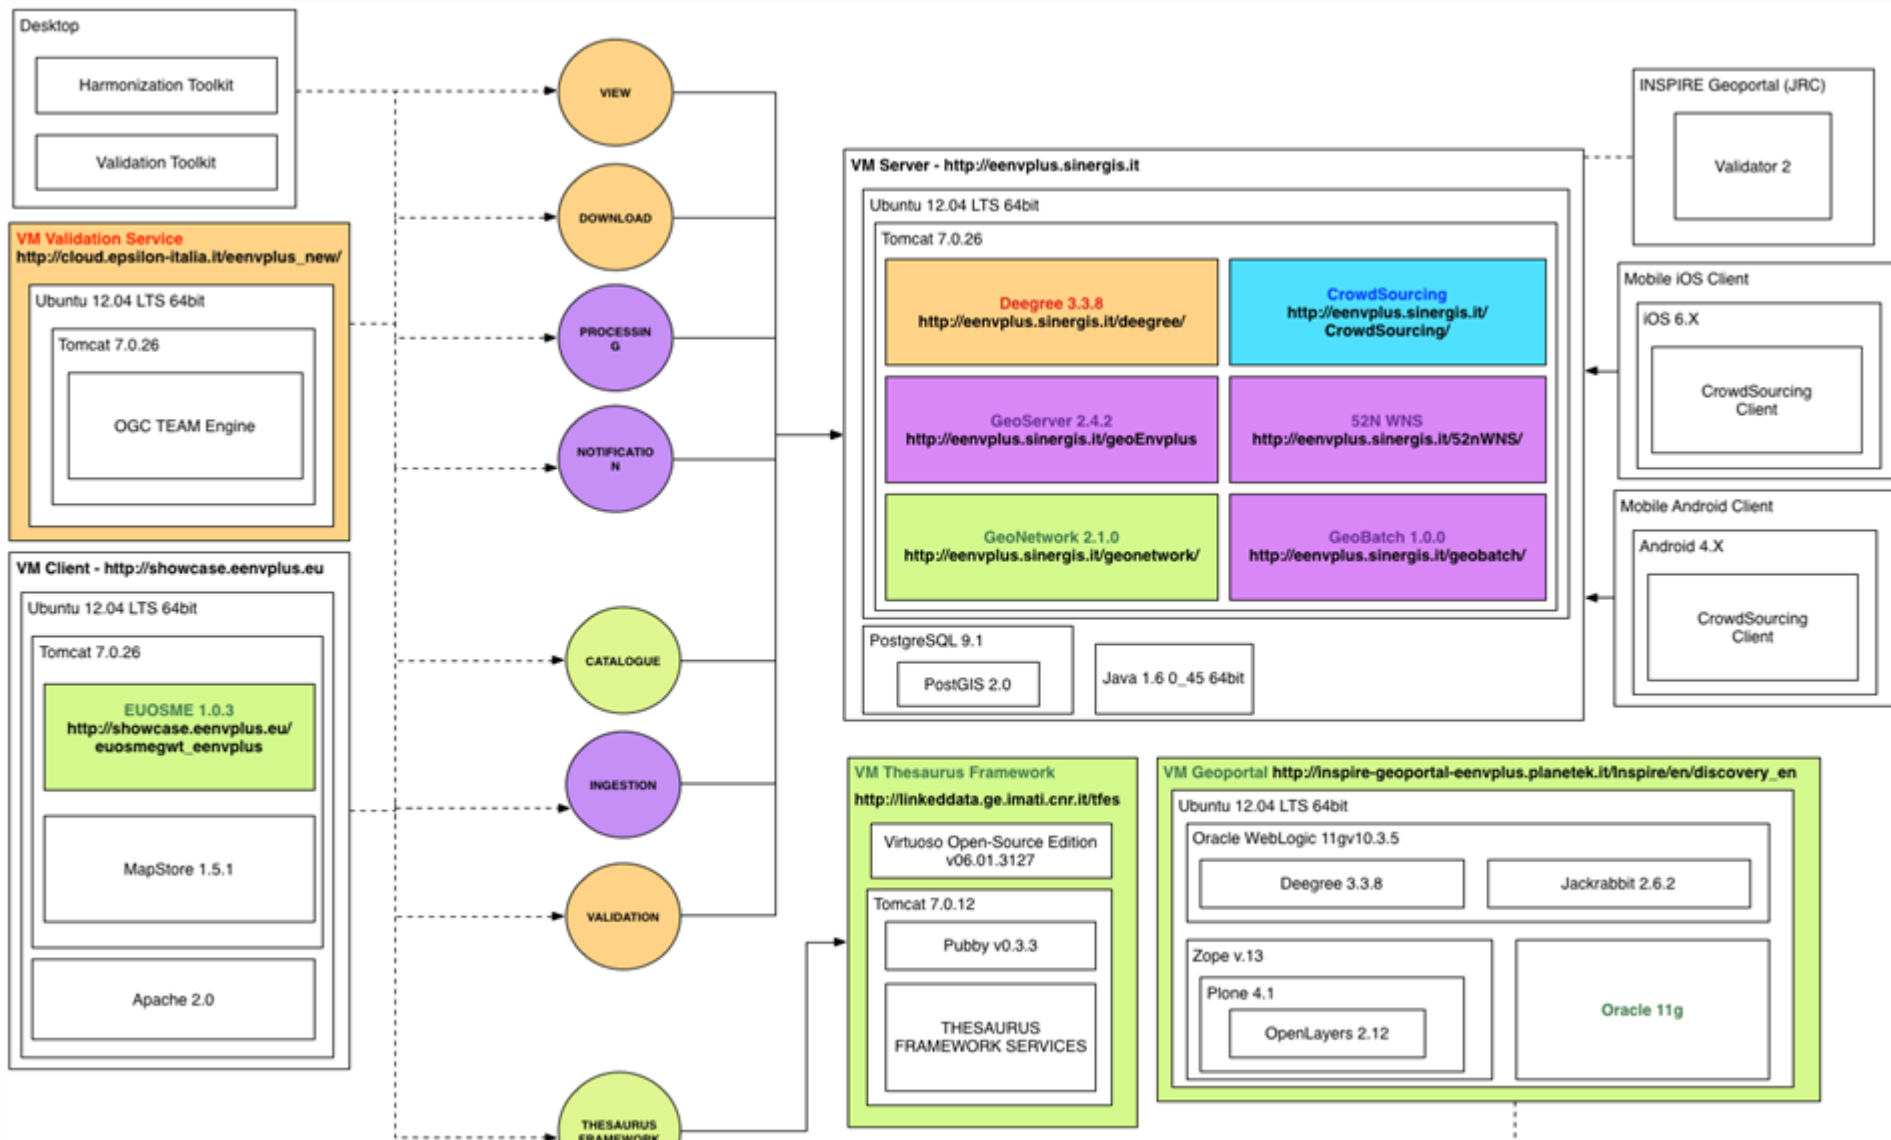 Desktop
Harmonization Toolkit
Validation Toolkit
VM Validation Service
http://cloud.epsilon-italia.it/eenvplus_new/
Ubuntu 12.04 LTS 64bit
Tomcat 7.0.26
OGC TEAM Engine
VM Client - http://showcase.eenvplus.eu
Ubuntu 12.04 LTS 64bit
Tomcat 7.0.26
EUOSME 1.0.3
http://showcase.eenvplus.eu/
euosmegwt_eenvplus
MapStore 1.5.1
Apache 2.0
VIEW
DOWNLOAD
PROCESSIN
G
NOTIFICATIO
N
CATALOGUE
INGESTION
VALIDATION
THESAURUS
FRAMEWORK
VM Server - http://eenvplus.sinergis.it
Ubuntu 12.04 LTS 64bit
Tomcat 7.0.26
Deegree 3.3.8
http://eenvplus.sinergis.it/deegree/
CrowdSourcing
http://eenvplus.sinergis.it/
CrowdSourcing/
GeoServer 2.4.2
http://eenvplus.sinergis.it/geoEnvplus
52N WNS
http://eenvplus.sinergis.it/52nWNS/
GeoNetwork 2.1.0
http://eenvplus.sinergis.it/geonetwork/
GeoBatch 1.0.0
http://eenvplus.sinergis.it/geobatch/
PostgreSQL 9.1
PostGIS 2.0
Java 1.6 0_45 64bit
INSPIRE Geoportal (JRC)
Validator 2
Mobile iOS Client
iOS 6.X
CrowdSourcing
Client
Mobile Android Client
Android 4.X
CrowdSourcing
Client
VM Thesaurus Framework
http://linkeddata.ge.imati.cnr.it/tfes
Virtuoso Open-Source Edition
v06.01.3127
Tomcat 7.0.12
Pubby v0.3.3
THESAURUS
FRAMEWORK SERVICES
VM Geoportal http://inspire-geoportal-eenvplus.planetek.it/Inspire/en/discovery_en
Ubuntu 12.04 LTS 64bit
Oracle WebLogic 11gv10.3.5
Deegree 3.3.8
Jackrabbit 2.6.2
Zope v.13
Plone 4.1
OpenLayers 2.12
Oracle 11g